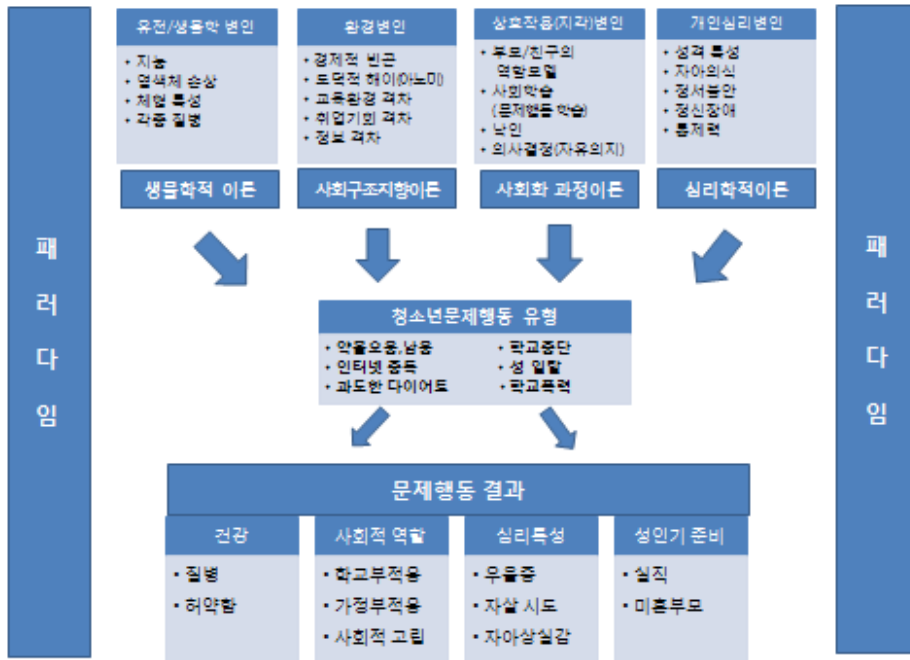 패
러
다
임
유전/생물학 변인
지능
염색체 손상
체형 특성
각종 질병
생물학적 이론
환경변인
경제적 빈곤
도덕적 해이(아노미)
교육환경 격차
취업기회 격차
정보 격차
사회구조지향이론
상호작용(지각)변인
부모/친구의
역할모델
사회학습
(문제행동 학습)
낙인
의사결정(자유의지)
사회화 과정이론
개인심리변인
성격 특성
자아의식
정서불안
정신장애
통제력
심리학적이론
청소년문제행동 유형
약물오용,남용
인터넷 중독
과도한 다이어트
학교중단
성 일탈
학교폭력
문제행동 결과
건강
질병
허약함
사회적 역할
학교부적응
가정부적응
사회적 고립
심리특성
우울증
자살 시도
자아상실감
성인기 준비
실직
미혼부모
패
러
다
임